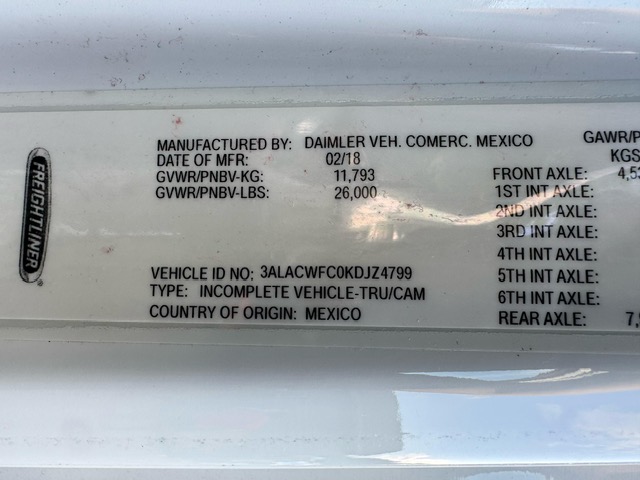 FREIGHTLINER®
MANUFACTURED BY: DAIMLER VEH. COMERC. MEXICO
DATE OF MFR: 02/18
GVWR/PNBV-KG: 11,793
GVWR/PNBV-LBS: 26,000
VEHICLE ID NO: 3ALACWFC0KDJZ4799
TYPE: INCOMPLETE VEHICLE-TRU/CAM
COUNTRY OF ORIGIN: MEXICO
GAWR/P
KGS
FRONT AXLE: 4,53
1ST INT AXLE:
2ND INT AXLE:
3RD INT AXLE:
4TH INT AXLE:
5TH INT AXLE:
6TH INT AXLE:
REAR AXLE: 7,